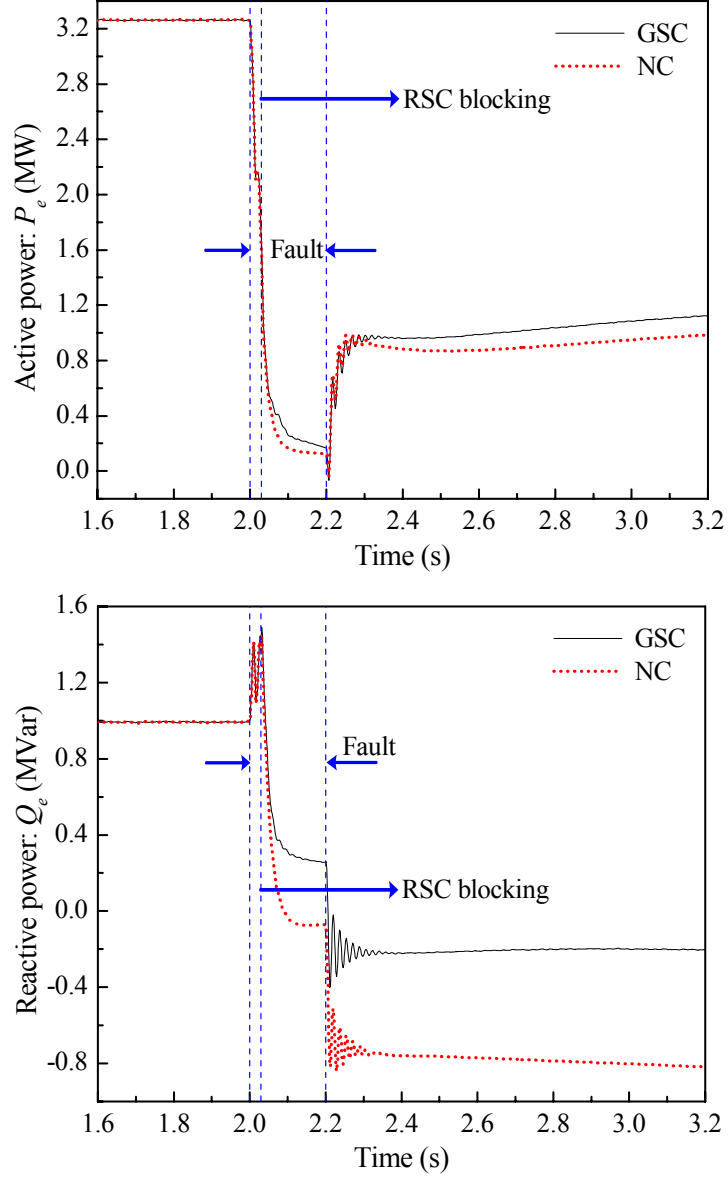 3.2
2.8
2.4
2.0
1.6
1.2
0.8
0.4
0.0
Active power: P_e (MW)
GSC
NC
RSC blocking
Fault
1.6 1.8 2.0 2.2 2.4 2.6 2.8 3.0 3.2
Time (s)
1.6
1.2
0.8
0.4
0.0
-0.4
-0.8
Reactive power: Q_e (MVar)
GSC
NC
Fault
RSC blocking
1.6 1.8 2.0 2.2 2.4 2.6 2.8 3.0 3.2
Time (s)